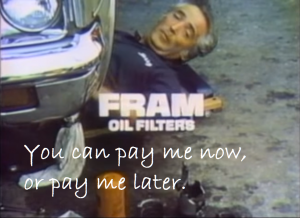 FRAM
OIL FILTERS
You can pay me now,
or pay me later.